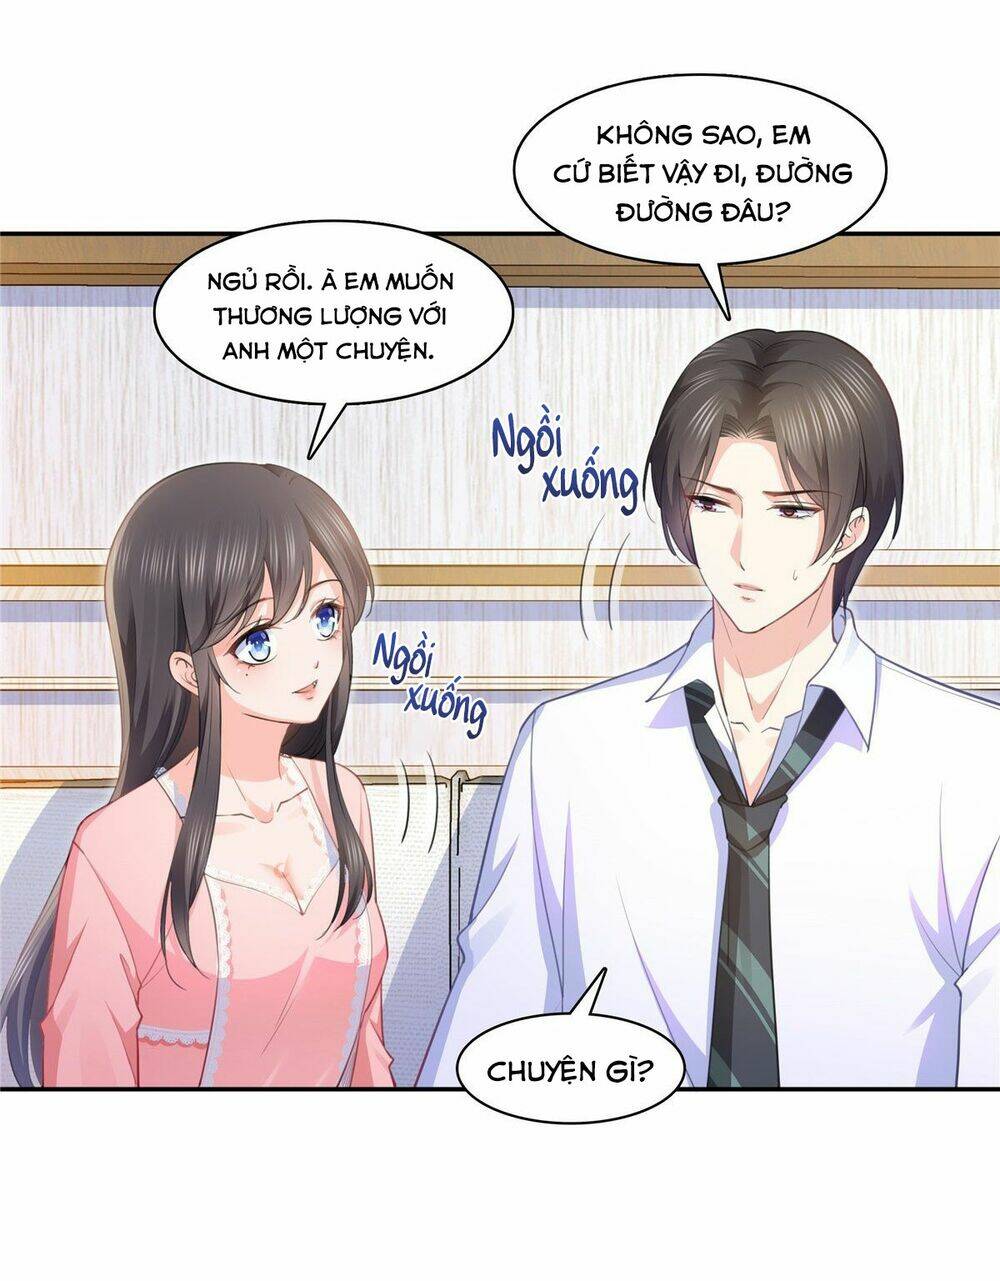 KHÔNG SAO, EM
CỨ BIẾT VẬY ĐI, ĐƯỜNG
ĐƯỜNG ĐÂU?
NGỦ RỒI. À EM MUỐN
THƯƠNG LƯỢNG VỚI
ANH MỘT CHUYỆN.
Ngồi
xuống
Ngồi
xuống
CHUYỆN GÌ?